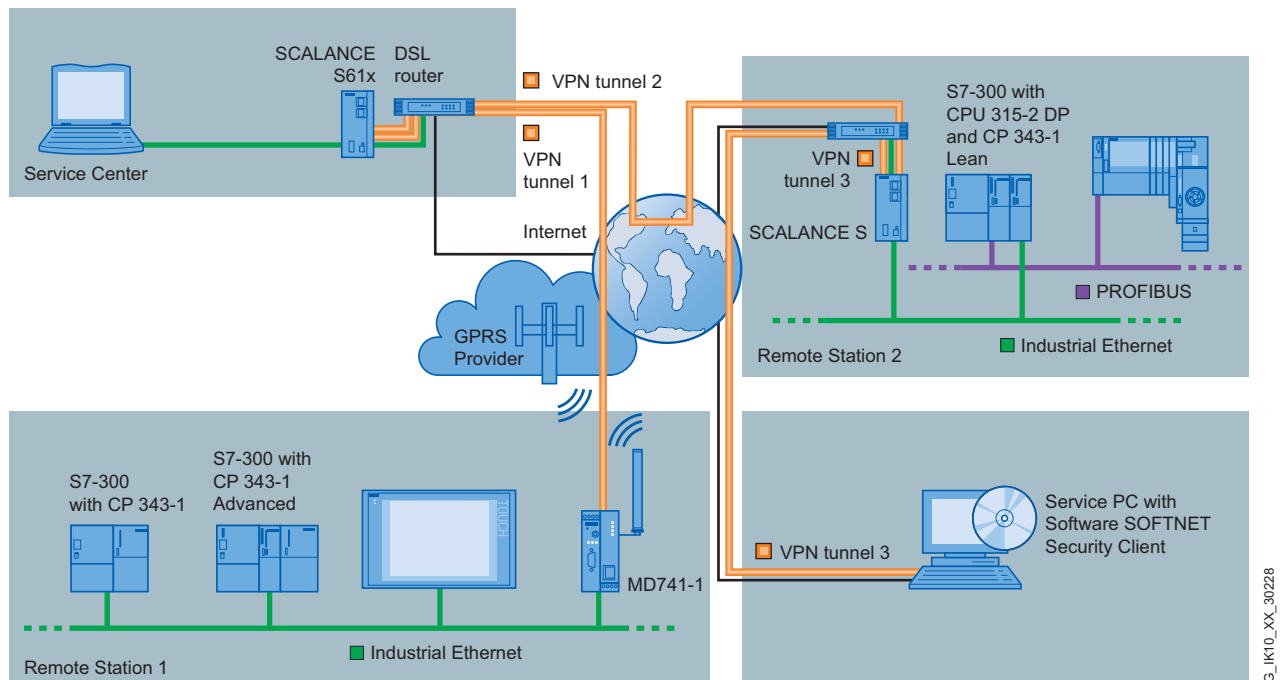 SCALANCE
S61x
DSL
router
Service Center
VPN tunnel 2
VPN
tunnel 1
Internet
GPRS
Provider
S7-300 with
CPU 315-2 DP
and CP 343-1
Lean
VPN
tunnel 3
SCALANCE S
PROFIBUS
Industrial Ethernet
Remote Station 2
S7-300
with CP 343-1
S7-300 with
CP 343-1
Advanced
MD741-1
Industrial Ethernet
Remote Station 1
VPN tunnel 3
Service PC with
Software SOFTNET
Security Client
G_IK10_XX_30228